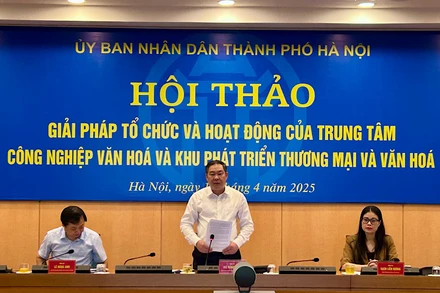 ỦY BAN NHÂN DÂN THÀNH PHỐ HÀ NỘI
HỘI THẢO
GIẢI PHÁP TỔ CHỨC VÀ HOẠT ĐỘNG CỦA TRUNG TÂM
CÔNG NGHIỆP VĂN HOÁ VÀ KHU PHÁT TRIỂN THƯƠNG MẠI VÀ VĂN HOÁ
Hà Nội, ngày 4 năm 2025